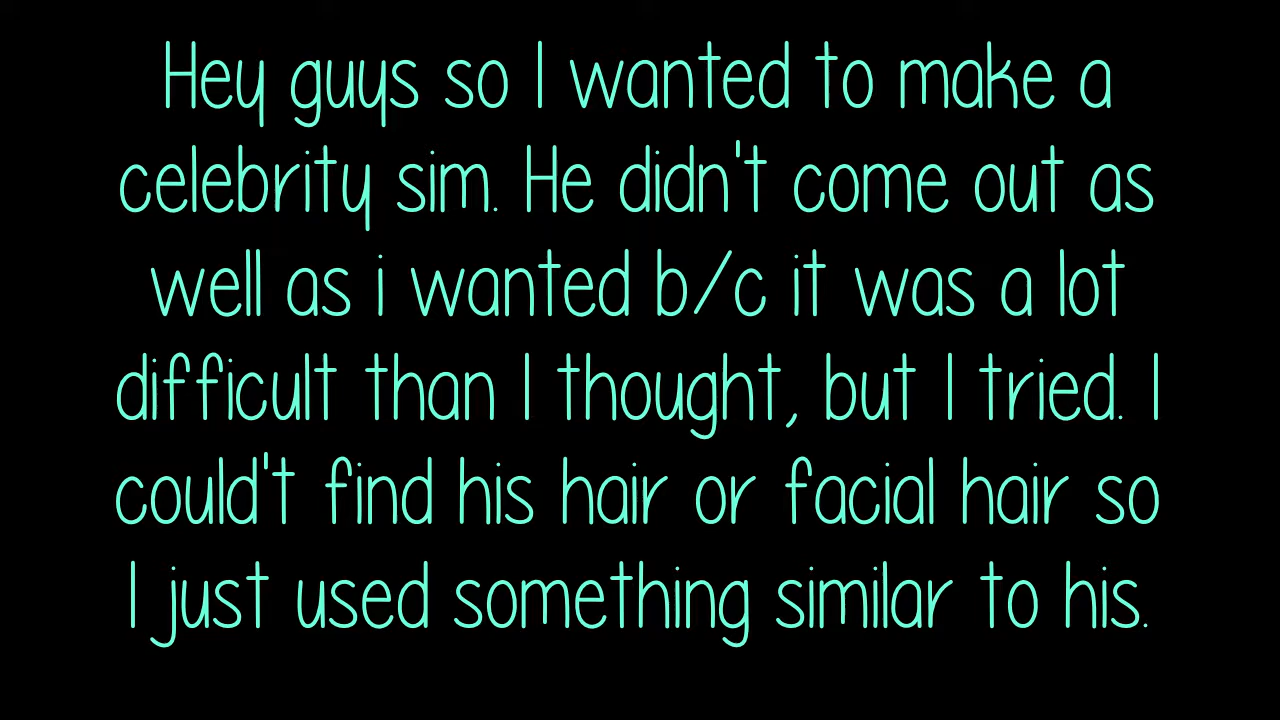 Hey guys so I wanted to make a
celebrity sim. He didn't come out as
well as i wanted b/c it was a lot
difficult than I thought, but I tried. I
could't find his hair or facial hair so
I just used something similar to his.